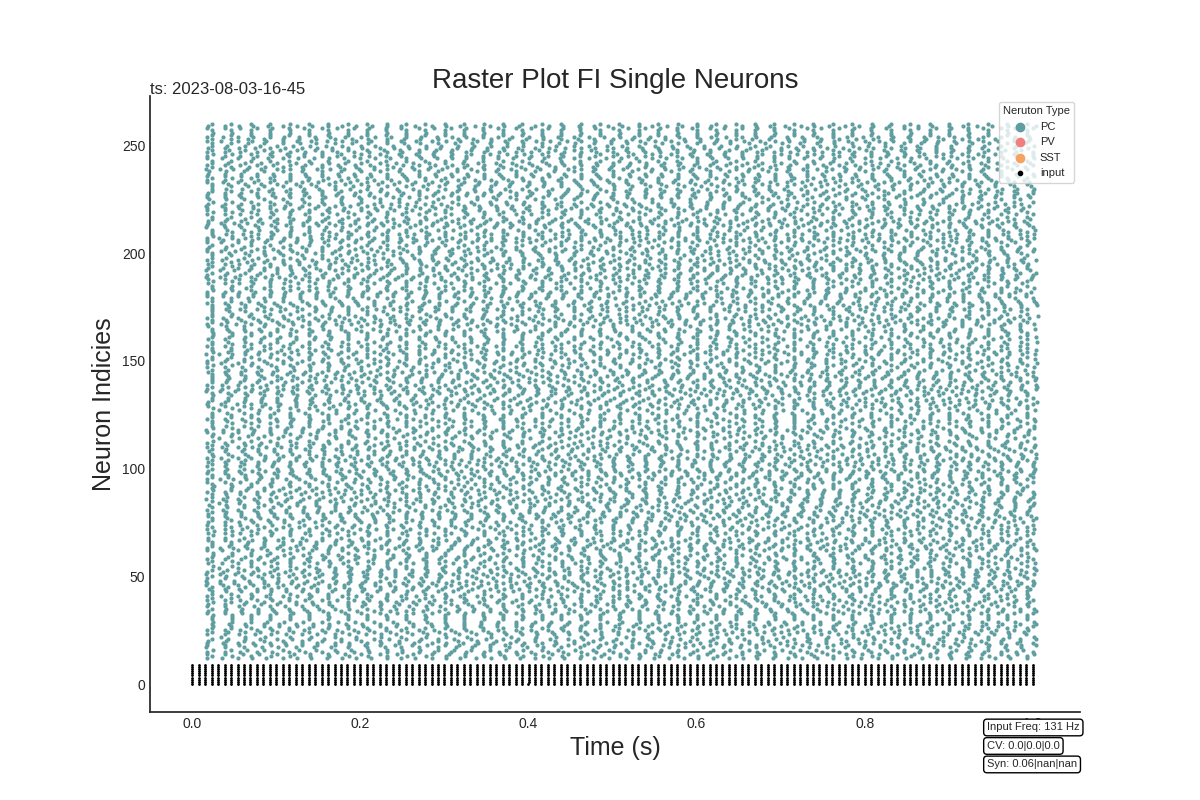 Raster Plot FI Single Neurons
ts: 2023-08-03-16-45
Neruton Type
PC
PV
SST
input
Neuron Indicies
250
200
150
100
50
0
0.0
0.2
0.4
0.6
0.8
Time (s)
Input Freq: 131 Hz
CV: 0.0|0.0|0.0
Syn: 0.06|nan|nan